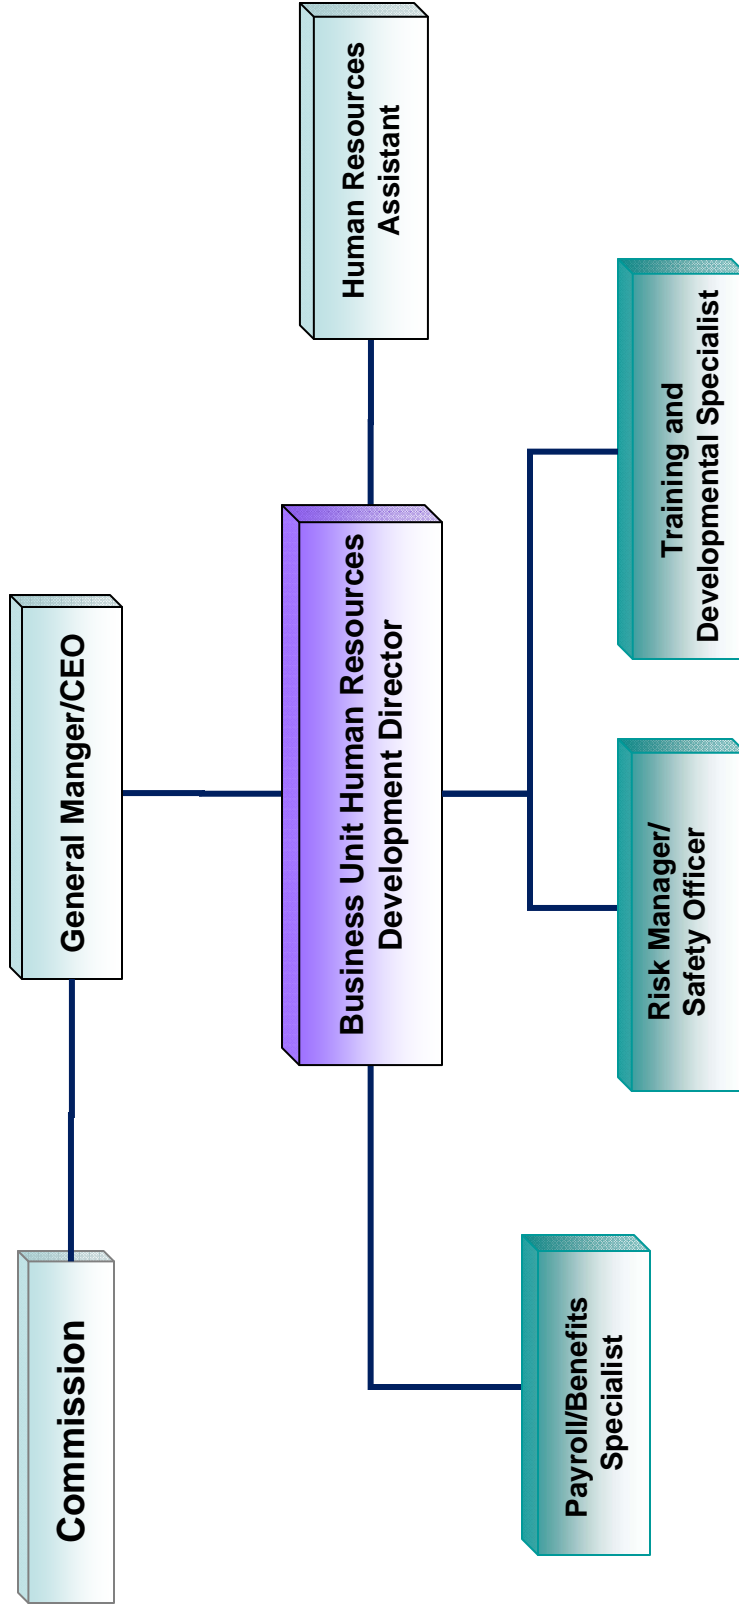 Commission
General Manger/CEO
Business Unit Human Resources
Development Director
Human Resources
Assistant
Payroll/Benefits
Specialist
Risk Manager/
Safety Officer
Training and
Developmental Specialist